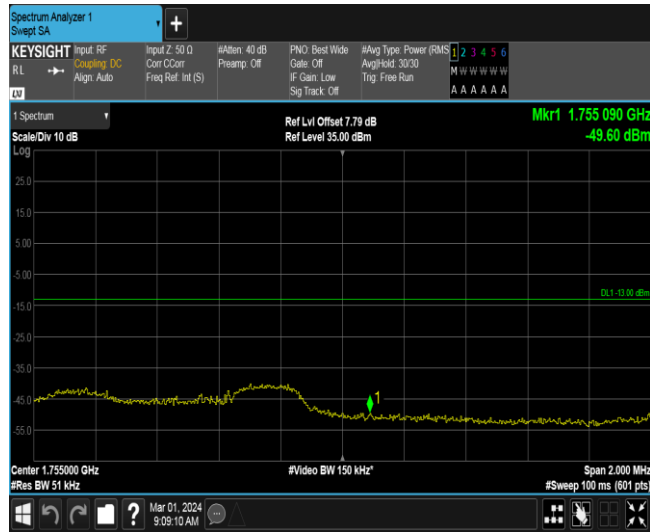 Spectrum Analyzer 1
Swept SA
+
KEYSIGHT
RL
LXI
Input: RF
Coupling: DC
Align: Auto
Input Z: 50 Ω
Corr CCorr
Freq Ref: Int (S)
#Atten: 40 dB
Preamp: Off
PNO: Best Wide
Gate: Off
IF Gain: Low
Sig Track: Off
#Avg Type: Power (RMS
Avg|Hold: 30/30
Trig: Free Run
1 2 3 4 5 6
M W W W W W
A A A A A A
1 Spectrum
Scale/Div 10 dB
Ref Lvl Offset 7.79 dB
Ref Level 35.00 dBm
Mkr1 1.755 090 GHz
-49.60 dBm
Log
25.0
15.0
5.00
-5.00
DL1 -13.00 dBm
-15.0
-25.0
-35.0
-45.0
1
-55.0
Center 1.755000 GHz
#Video BW 150 kHz*
Span 2.000 MHz
#Res BW 51 kHz
#Sweep 100 ms (601 pts)
?
Mar 01, 2024
9:09:10 AM